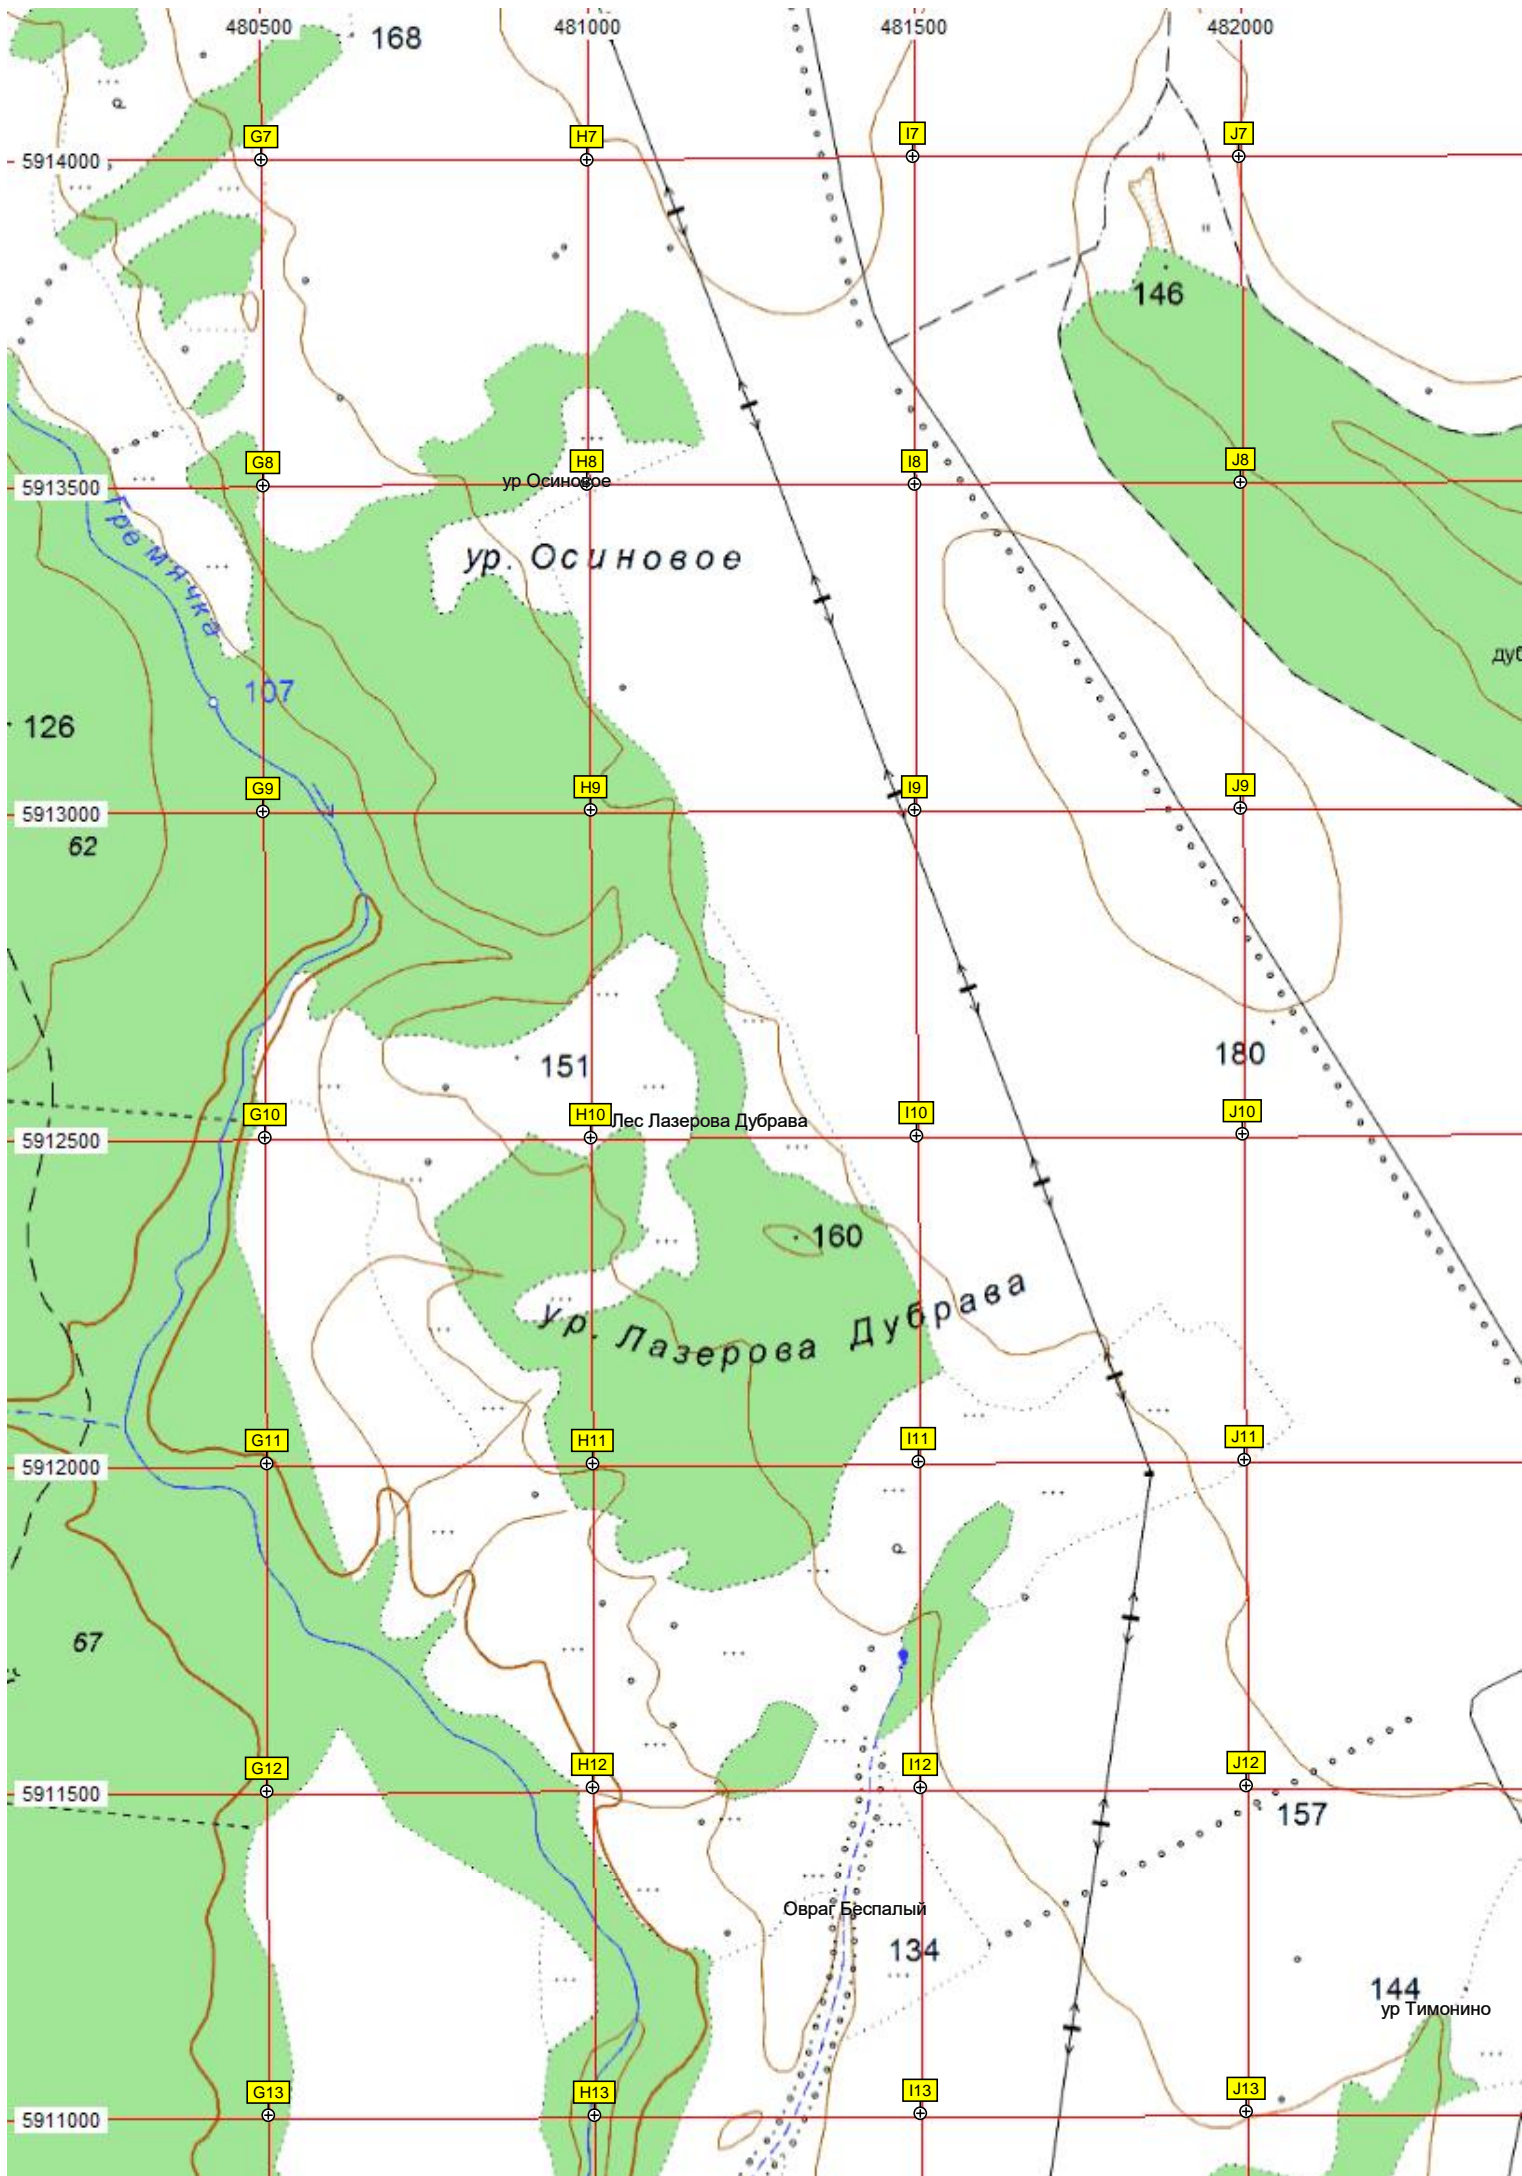 480500 481000 481500 482000
168
G7 H7 I7 J7
5914000
146
G8 H8 I8 J8
5913500
ур Осиновое
ур. Осиновое
Гремячка
дуб
107
126
G9 H9 I9 J9
5913000
62
151
180
G10 H10 I10 J10
Лес Лазерова Дубрава
5912500
160
ур. Лазерова Дубрава
G11 H11 I11 J11
5912000
67
G12 H12 I12 J12
5911500
157
Овраг Беспалый
134
144
ур Тимонино
G13 H13 I13 J13
5911000